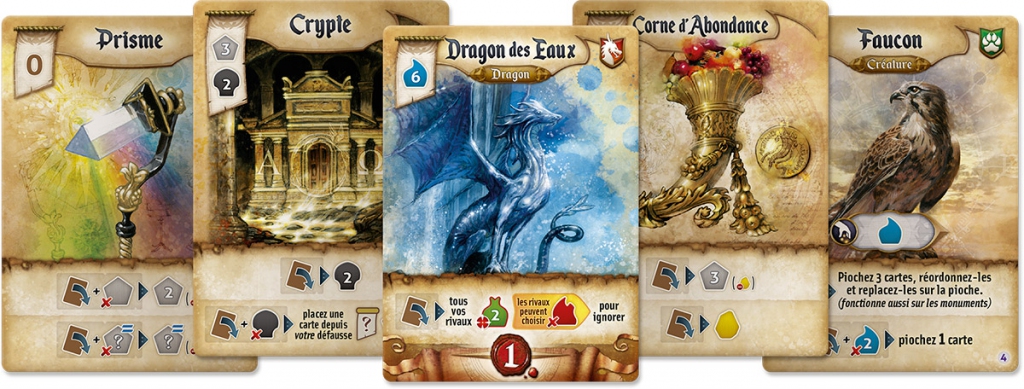 Prisme
0
+ 2 (
+ ? ? (
Crypte
3
2
2
+ placez une
carte depuis
votre défausse
?
Dragon des Eaux
Dragon
6
tous
vos
rivaux
2
les rivaux
peuvent
choisir
pour
ignorer
1
Corne d'Abondance
3 (
Faucon
Créature
Piochez 3 cartes, réordonnez-les
et replacez-les sur la pioche.
(fonctionne aussi sur les monuments)
+ 2 piochez 1 carte
4